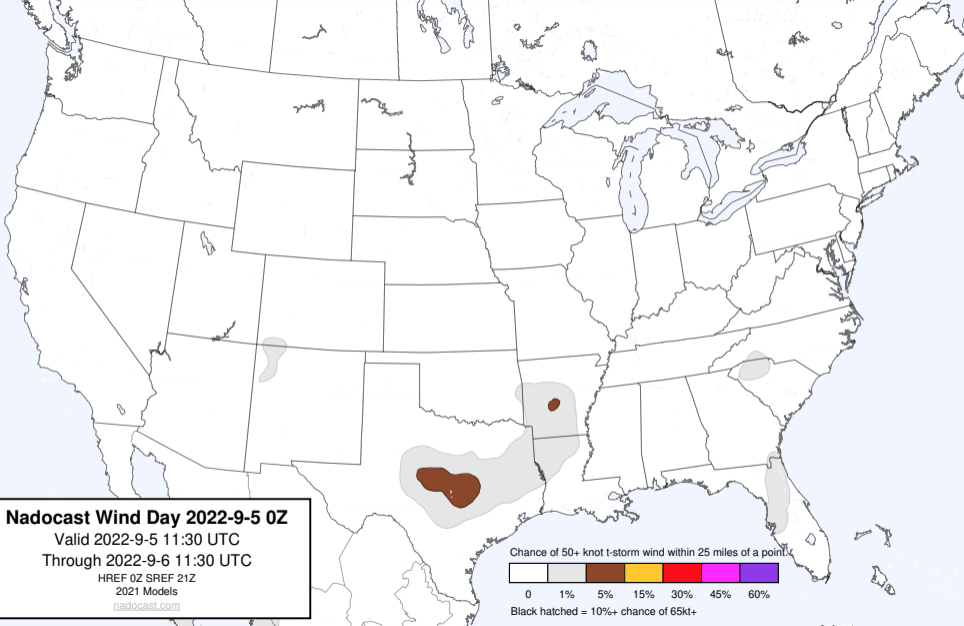 Nadocast Wind Day 2022-9-5 0Z
Valid 2022-9-5 11:30 UTC
Through 2022-9-6 11:30 UTC
HREF 0Z SREF 21Z
2021 Models
nadocast.com
Chance of 50+ knot t-storm wind within 25 miles of a point.
0 1% 5% 15% 30% 45% 60%
Black hatched = 10%+ chance of 65kt+